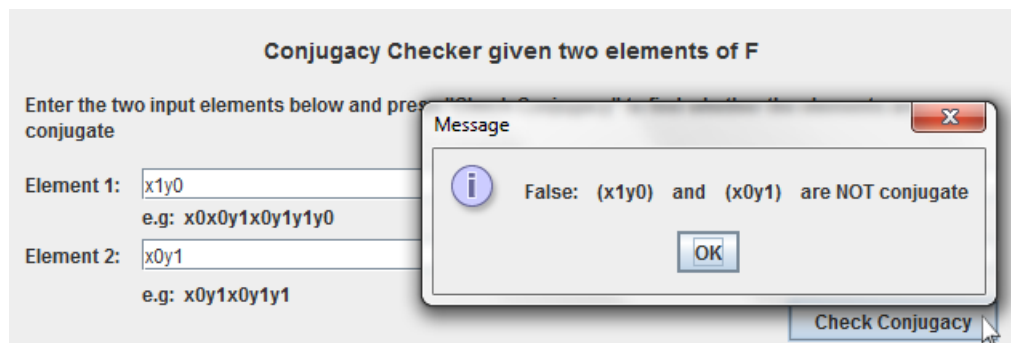 Conjugacy Checker given two elements of F
Enter the two input elements below and press
conjugate
Message
Element 1: x1y0
e.g: x0x0y1x0y1y1y0
False: (x1y0) and (x0y1) are NOT conjugate
OK
Element 2: x0y1
e.g: x0y1x0y1y1
Check Conjugacy